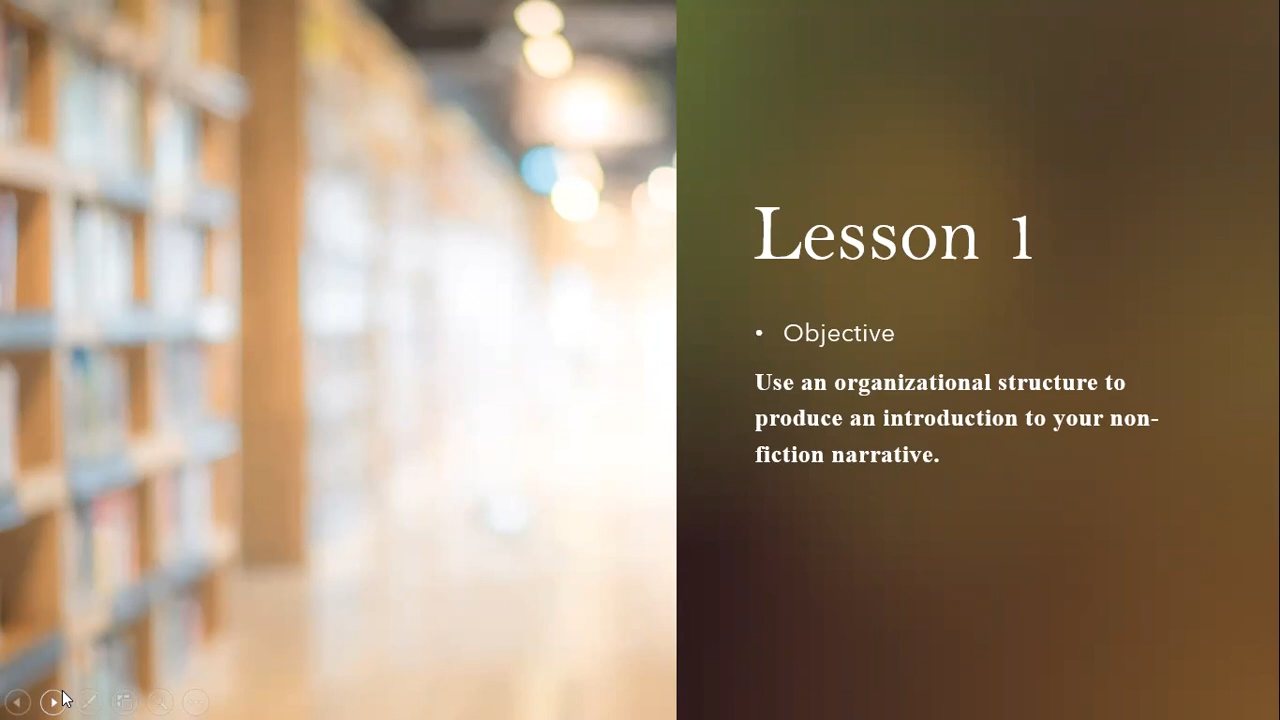 Lesson 1
• Objective
Use an organizational structure to
produce an introduction to your non-
fiction narrative.